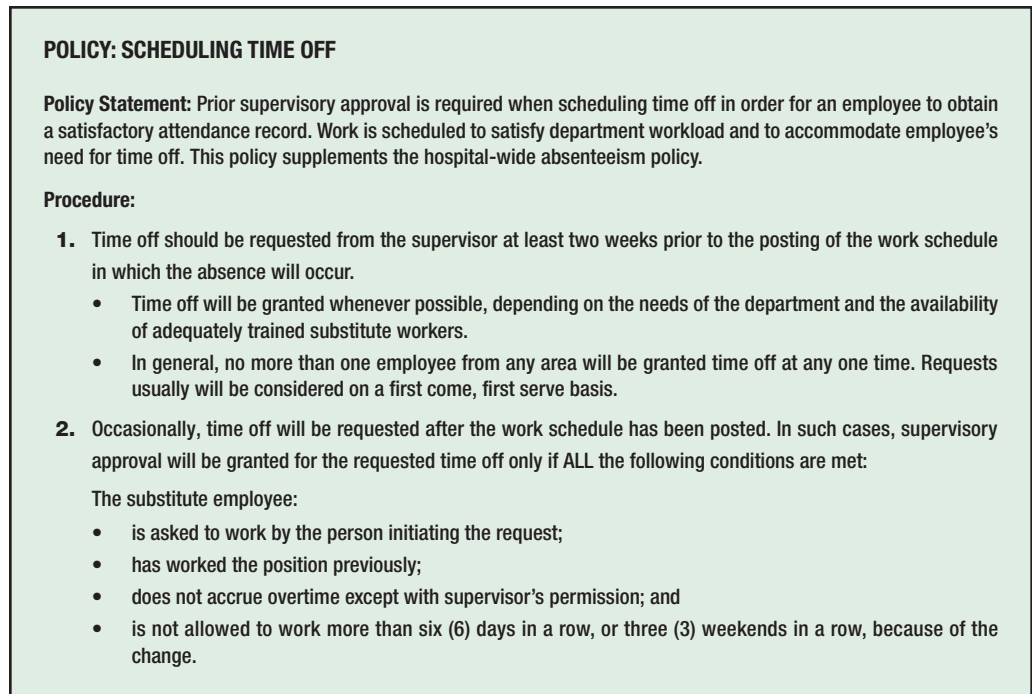 POLICY: SCHEDULING TIME OFF
Policy Statement: Prior supervisory approval is required when scheduling time off in order for an employee to obtain
a satisfactory attendance record. Work is scheduled to satisfy department workload and to accommodate employee's
need for time off. This policy supplements the hospital-wide absenteeism policy.
Procedure:
1. Time off should be requested from the supervisor at least two weeks prior to the posting of the work schedule
in which the absence will occur.
• Time off will be granted whenever possible, depending on the needs of the department and the availability
of adequately trained substitute workers.
• In general, no more than one employee from any area will be granted time off at any one time. Requests
usually will be considered on a first come, first serve basis.
2. Occasionally, time off will be requested after the work schedule has been posted. In such cases, supervisory
approval will be granted for the requested time off only if ALL the following conditions are met:
The substitute employee:
• is asked to work by the person initiating the request;
• has worked the position previously;
• does not accrue overtime except with supervisor's permission; and
• is not allowed to work more than six (6) days in a row, or three (3) weekends in a row, because of the
change.